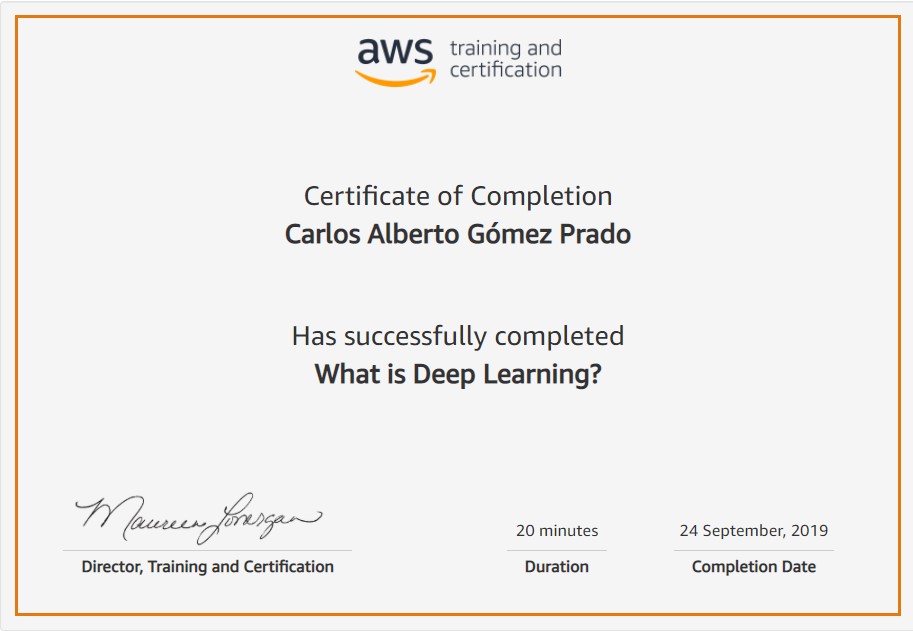 aws training and
certification
Certificate of Completion
Carlos Alberto Gómez Prado
Has successfully completed
What is Deep Learning?
Maureen Lonergan
20 minutes
24 September, 2019
Director, Training and Certification
Duration
Completion Date